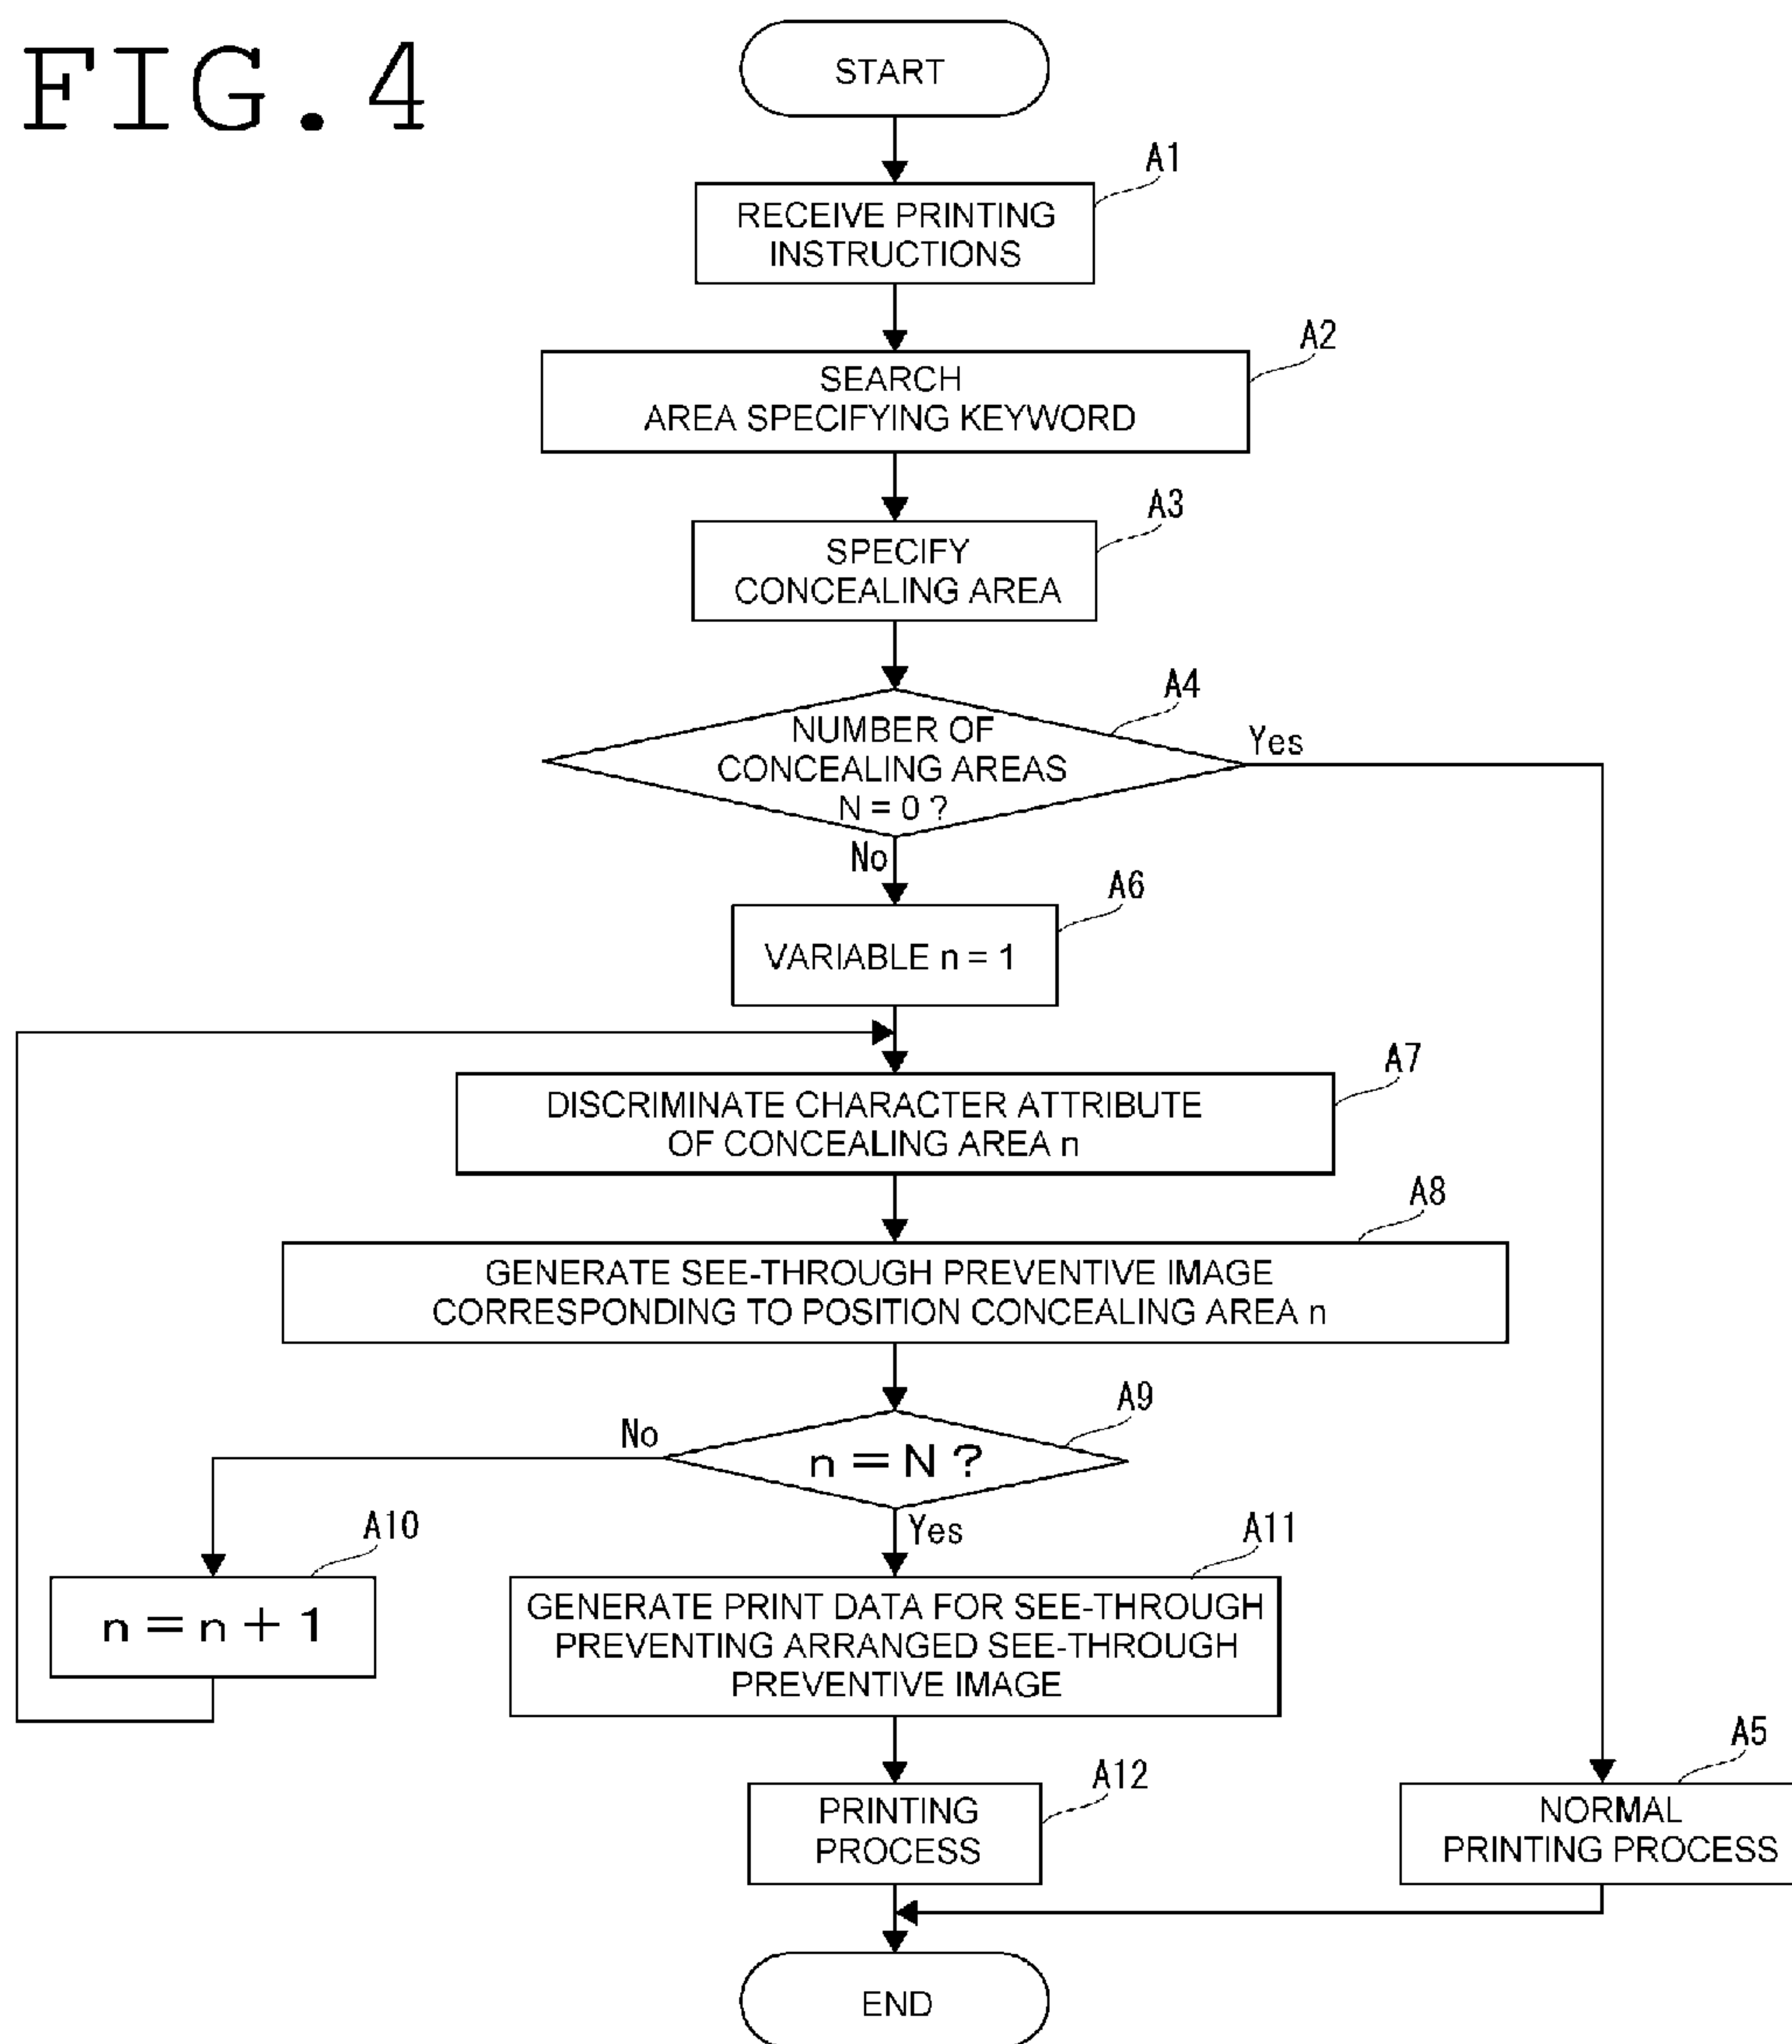 FIG.4
START
A1
RECEIVE PRINTING
INSTRUCTIONS
A2
SEARCH
AREA SPECIFYING KEYWORD
A3
SPECIFY
CONCEALING AREA
A4
NUMBER OF
CONCEALING AREAS
N = 0 ?
Yes
No
A6
VARIABLE n = 1
A7
DISCRIMINATE CHARACTER ATTRIBUTE
OF CONCEALING AREA n
A8
GENERATE SEE-THROUGH PREVENTIVE IMAGE
CORRESPONDING TO POSITION CONCEALING AREA n
A9
No
n = N ?
Yes
A10
n = n + 1
A11
GENERATE PRINT DATA FOR SEE-THROUGH
PREVENTING ARRANGED SEE-THROUGH
PREVENTIVE IMAGE
A12
PRINTING
PROCESS
A5
NORMAL
PRINTING PROCESS
END